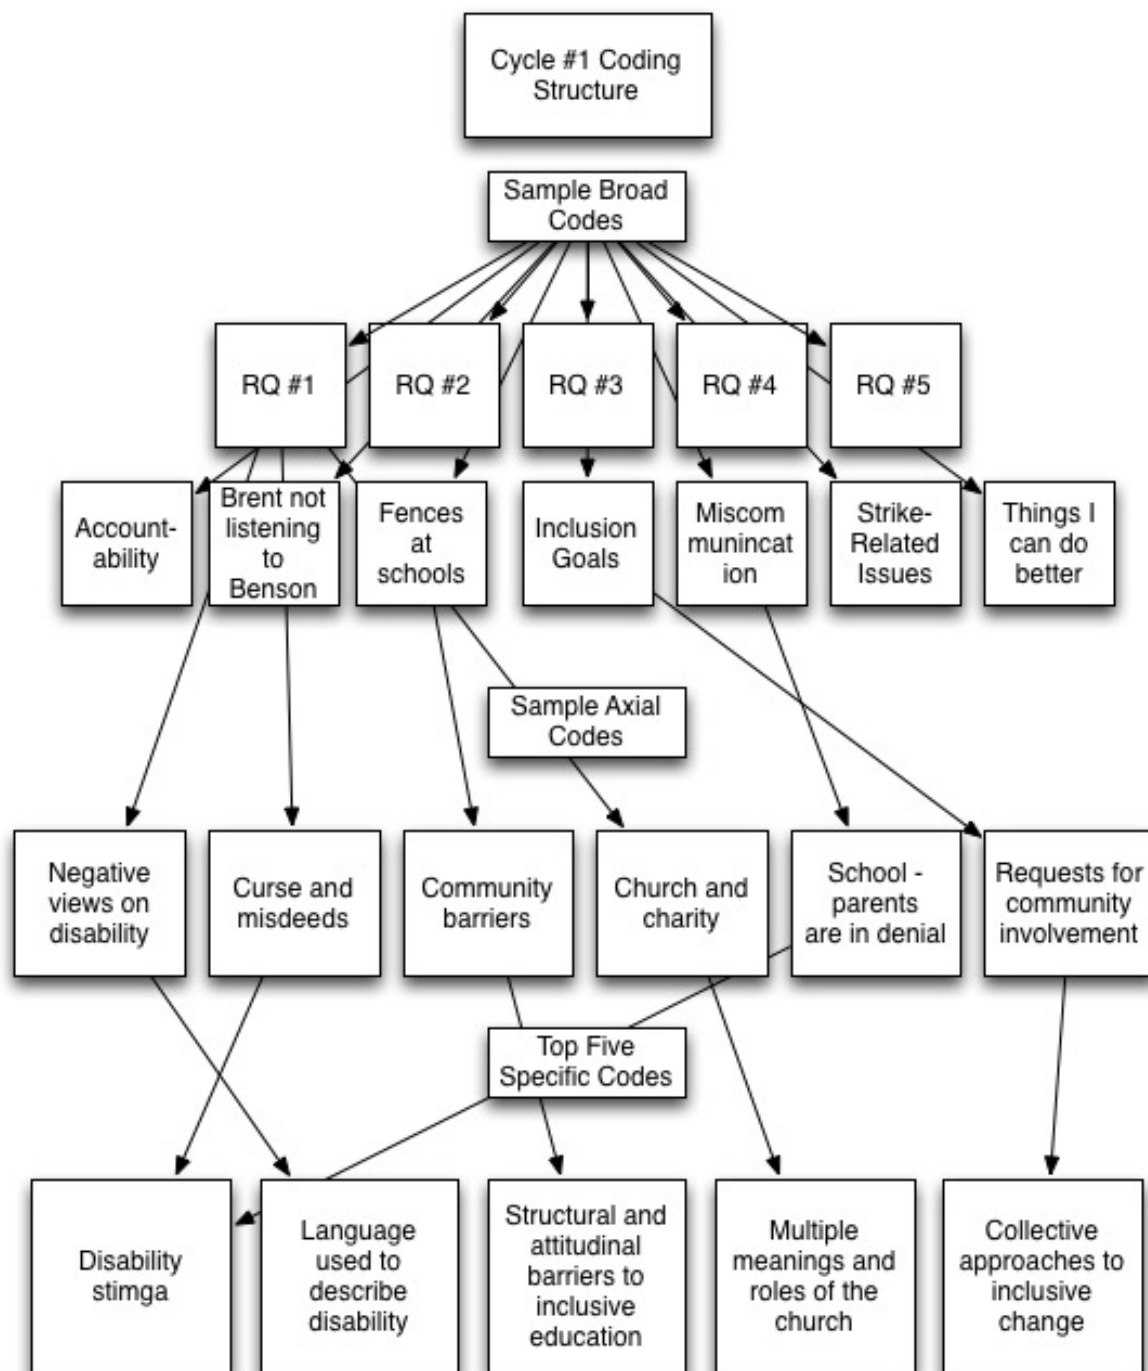 Cycle #1 Coding
Structure
Sample Broad
Codes
RQ #1
RQ #2
RQ #3
RQ #4
RQ #5
Account-
ability
Brent not
listening
to
Benson
Fences
at
schools
Inclusion
Goals
Miscom
munincat
ion
Strike-
Related
Issues
Things I
can do
better
Sample Axial
Codes
Negative
views on
disability
Curse and
misdeeds
Community
barriers
Church and
charity
School -
parents
are in denial
Requests for
community
involvement
Top Five
Specific Codes
Disability
stimga
Language
used to
describe
disability
Structural and
attitudinal
barriers to
inclusive
education
Multiple
meanings and
roles of the
church
Collective
approaches to
inclusive
change